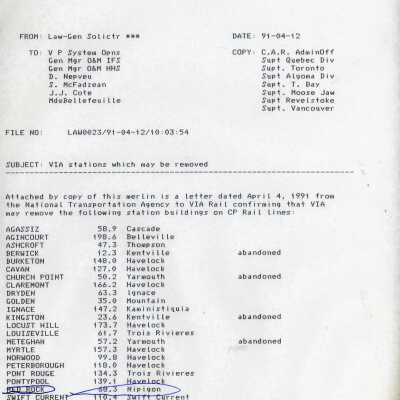 FROM: Law-Gen Solictr *** DATE: 91-04-12
TO: V P System Opns COPY: C.A.R. AdminOff
Gen Mgr O&M IFS Supt Quebec Div
Gen Mgr O&M HHS Supt. Toronto
D. Nepveu Supt Algoma Div
S. McFadzean Supt. T. Bay
J.J. Cote Supt. Moose Jaw
MdeBellefeuille Supt Revelstoke
Supt. Vancouver
FILE NO: LAW0023/91-04-12/10:03:54
SUBJECT: VIA stations which may be removed
Attached by copy of this merlin is a letter dated April 4, 1991 from
the National Transportation Agency to VIA Rail confirming that VIA
may remove the following station buildings on CP Rail lines:
AGASSIZ 58.9 Cascade
AGINCOURT 198.6 Belleville
ASHCROFT 47.3 Thompson
BERWICK 12.3 Kentville abandoned
BURKETON 148.0 Havelock
CAVAN 127.0 Havelock
CHURCH POINT 50.2 Yarmouth abandoned
CLAREMONT 166.2 Havelock
DRYDEN 63.3 Ignace
GOLDEN 35.0 Mountain
IGNACE 147.2 Kaministiquia
KINGSTON 23.6 Kentville abandoned
LOCUST HILL 173.7 Havelock
LOUISEVILLE 61.7 Trois Rivieres
METEGHAN 57.2 Yarmouth abandoned
MYRTLE 157.3 Havelock
NORWOOD 99.8 Havelock
PETERBOROUGH 118.0 Havelock
PONT ROUGE 134.3 Trois Rivieres
PONTYPOOL 139.1 Havelock
RED ROCK 68.3 Nipigon
SWIFT CURRENT 110.4 Swift Current